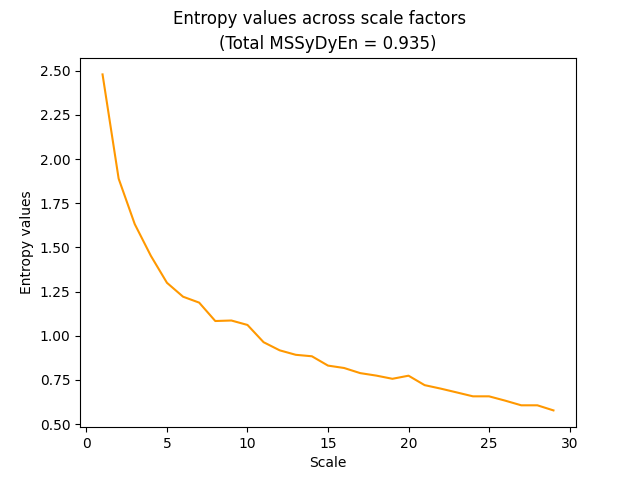 Entropy values across scale factors
(Total MSSyDyEn = 0.935)
2.50
2.25
2.00
1.75
1.50
1.25
1.00
0.75
0.50
Entropy values
0 5 10 15 20 25 30
Scale